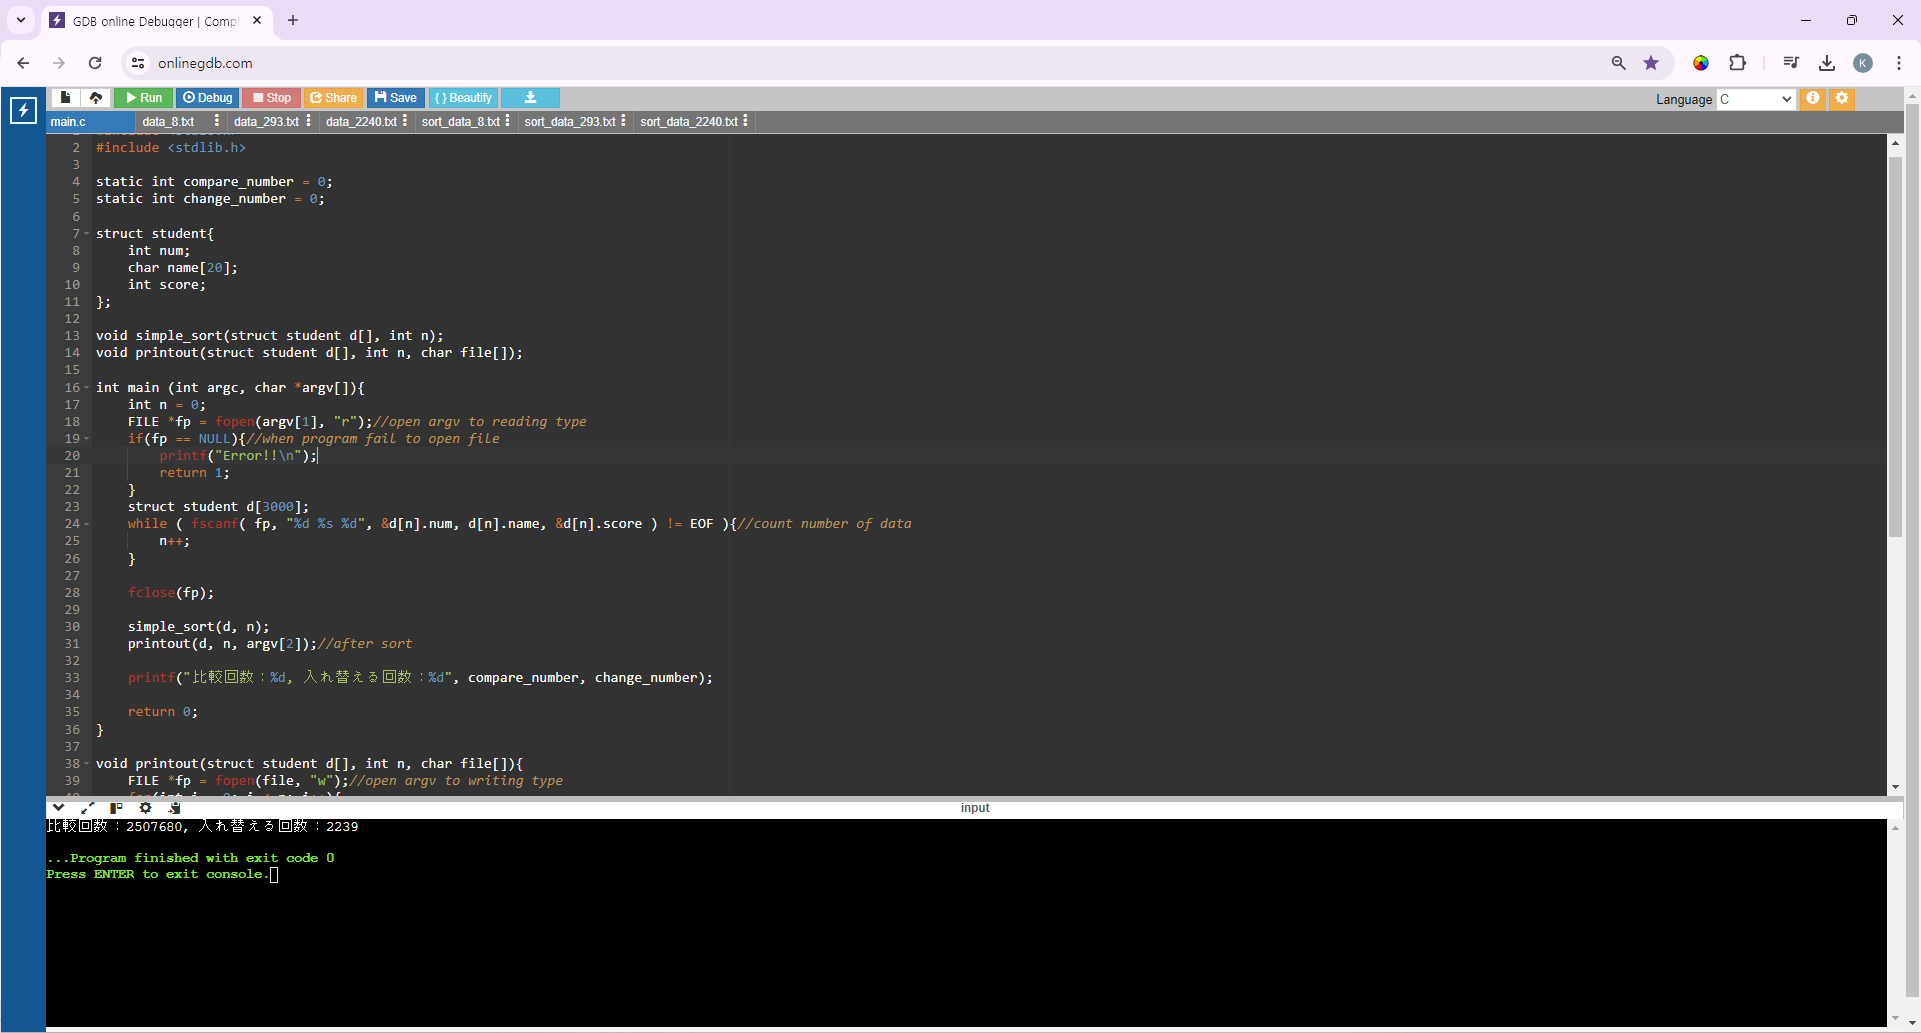 GDB online Debugger | Compi
onlinegdb.com
K
Run Debug Stop Share Save { } Beautify
Language C
main.c data_8.txt data_293.txt data_2240.txt sort_data_8.txt sort_data_293.txt sort_data_2240.txt
2 #include <stdlib.h>
3
4 static int compare_number = 0;
5 static int change_number = 0;
6
7 struct student{
8 int num;
9 char name[20];
10 int score;
11 };
12
13 void simple_sort(struct student d[], int n);
14 void printout(struct student d[], int n, char file[]);
15
16 int main (int argc, char *argv[]){
17 int n = 0;
18 FILE *fp = fopen(argv[1], "r");//open argv to reading type
19 if(fp == NULL){//when program fail to open file
20 printf("Error!!\n");
21 return 1;
22 }
23 struct student d[3000];
24 while ( fscanf( fp, "%d %s %d", &d[n].num, d[n].name, &d[n].score ) != EOF ){//count number of data
25 n++;
26 }
27
28 fclose(fp);
29
30 simple_sort(d, n);
31 printout(d, n, argv[2]);//after sort
32
33 printf("比較回数：%d, 入れ替える回数：%d", compare_number, change_number);
34
35 return 0;
36 }
37
38 void printout(struct student d[], int n, char file[]){
39 FILE *fp = fopen(file, "w");//open argv to writing type
input
比較回数：2507680, 入れ替える回数：2239
...Program finished with exit code 0
Press ENTER to exit console.